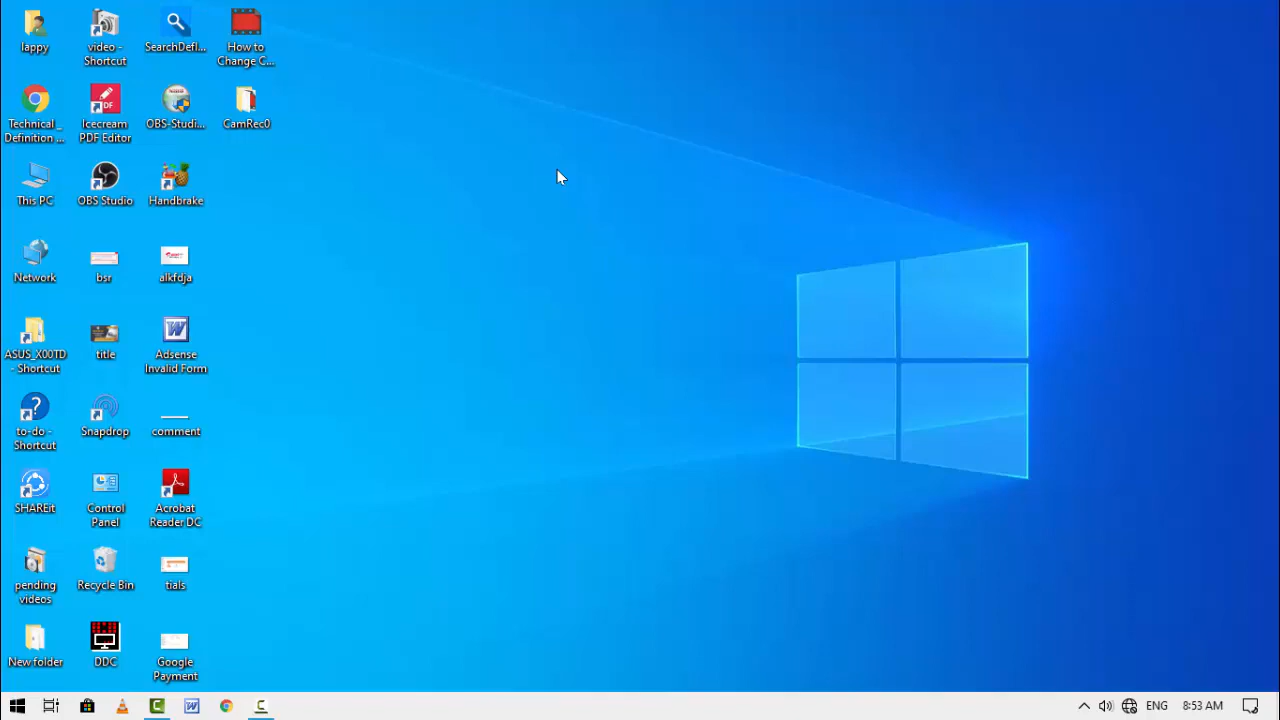 lappy
video -
Shortcut
SearchDefl...
How to
Change C...
Technical _
Definition ...
Icecream
PDF Editor
OBS-Studi...
CamRec0
This PC
OBS Studio
Handbrake
Network
bsr
alkfdja
ASUS_X00TD
- Shortcut
title
Adsense
Invalid Form
to-do -
Shortcut
Snapdrop
comment
SHAREit
Control
Panel
Acrobat
Reader DC
pending
videos
Recycle Bin
tials
New folder
DDC
Google
Payment
ENG
8:53 AM